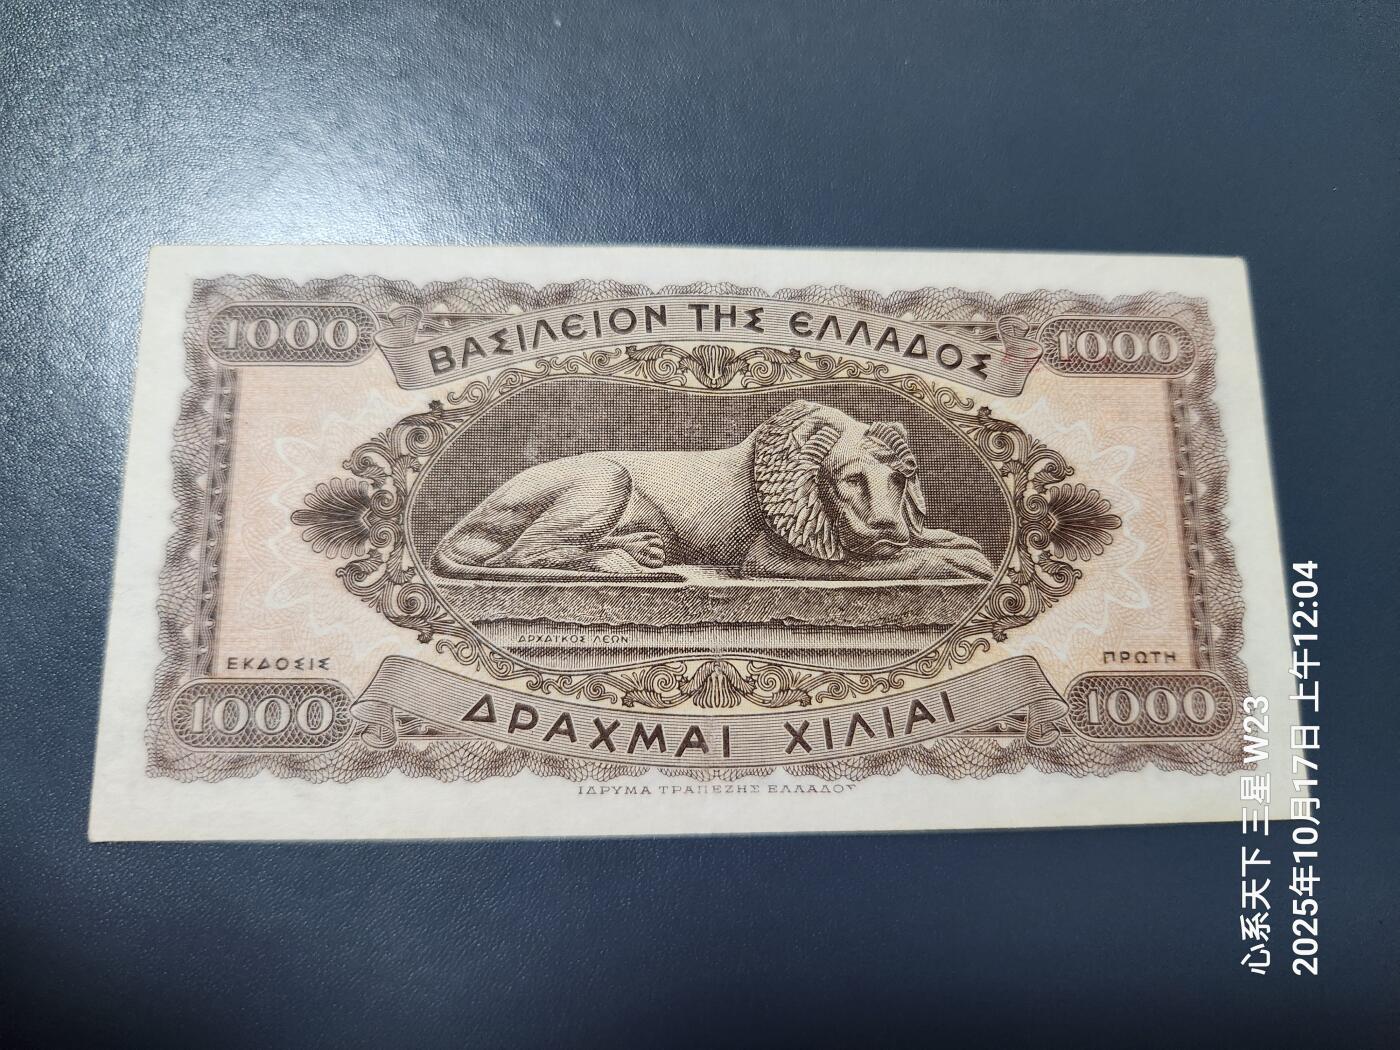 1000
ΒΑΣΙΛΕΙΟΝ ΤΗΣ ΕΛΛΑΔΟΣ
1000
ΑΡΧΑΪΚΟΣ ΛΕΩΝ
ΕΚΔΟΣΙΣ
ΠΡΩΤΗ
1000
ΔΡΑΧΜΑΙ ΧΙΛΙΑΙ
1000
ΙΔΡΥΜΑ ΤΡΑΠΕΖΗΣ ΕΛΛΑΔΟΣ
心系天下 三星 W23
2025年10月17日 上午12:04